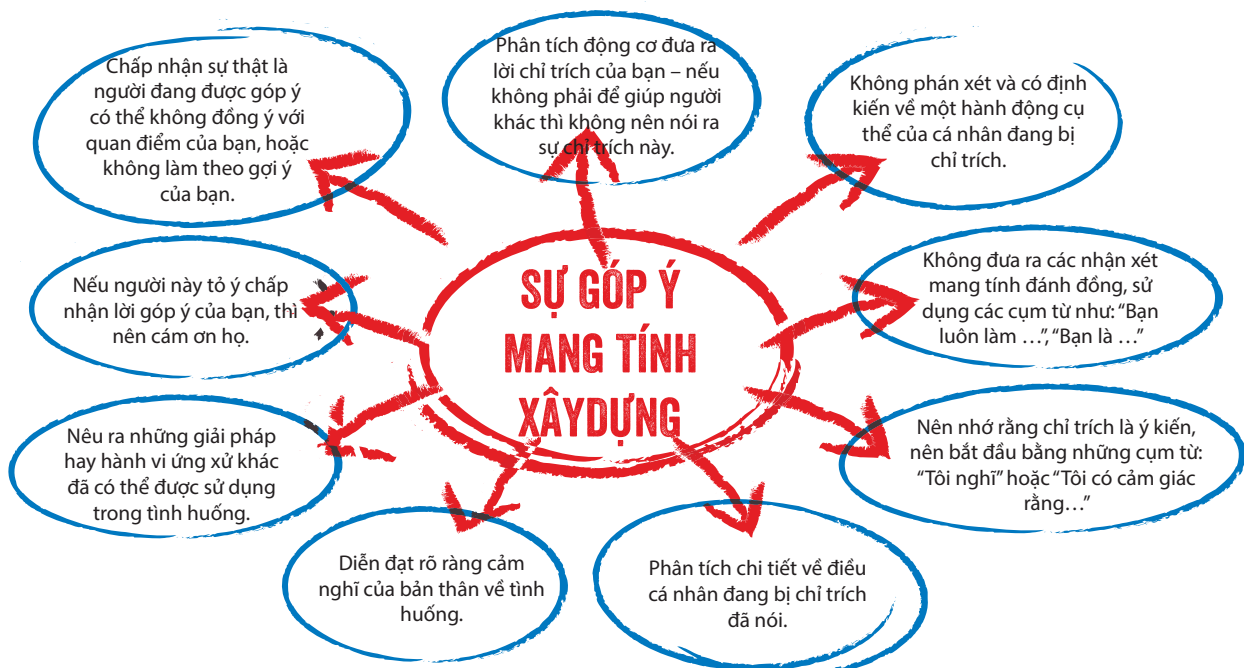 Chấp nhận sự thật là
người đang được góp ý
có thể không đồng ý với
quan điểm của bạn, hoặc
không làm theo gợi ý
của bạn.
Phân tích động cơ đưa ra
lời chỉ trích của bạn – nếu
không phải để giúp người
khác thì không nên nói ra
sự chỉ trích này.
Không phán xét và có định
kiến về một hành động cụ
thể của cá nhân đang bị
chỉ trích.
Nếu người này tỏ ý chấp
nhận lời góp ý của bạn, thì
nên cám ơn họ.
SỰ GÓP Ý
MANG TÍNH
XÂYDỰNG
Không đưa ra các nhận xét
mang tính đánh đồng, sử
dụng các cụm từ như: “Bạn
luôn làm …”, “Bạn là …”
Nêu ra những giải pháp
hay hành vi ứng xử khác
đã có thể được sử dụng
trong tình huống.
Nên nhớ rằng chỉ trích là ý kiến,
nên bắt đầu bằng những cụm từ:
“Tôi nghĩ” hoặc “Tôi có cảm giác
rằng…”
Diễn đạt rõ ràng cảm
nghĩ của bản thân về tình
huống.
Phân tích chi tiết về điều
cá nhân đang bị chỉ trích
đã nói.